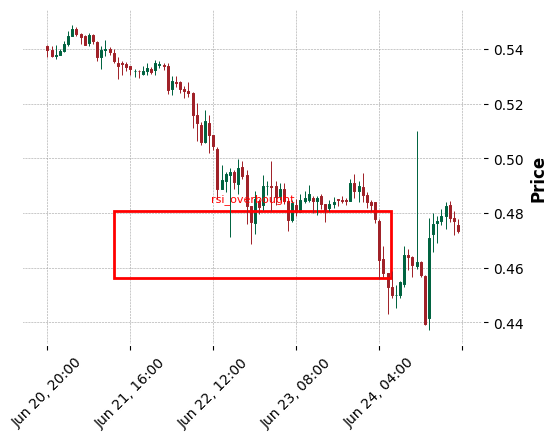 0.54
0.52
0.50
0.48
0.46
0.44
Price
rsi_overbought
Jun 20, 20:00
Jun 21, 16:00
Jun 22, 12:00
Jun 23, 08:00
Jun 24, 04:00